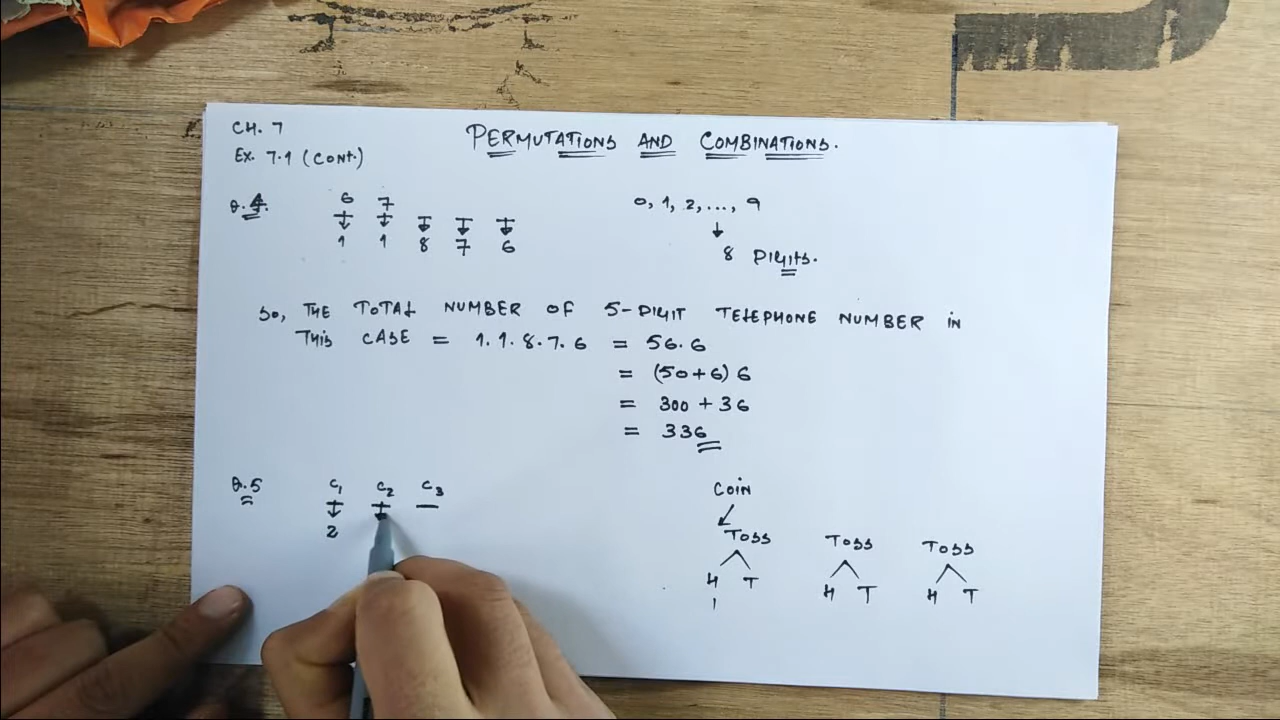 CH. 7
PERMUTATIONS AND COMBINATIONS.
Ex. 7.1 (CONT.)
Q.4.
6 7
1 1 8 7 6
0, 1, 2, ..., 9
8 DIGITS.
SO, THE TOTAL NUMBER OF 5-DIGIT TELEPHONE NUMBER IN
THIS CASE = 1.1.8.7.6 = 56.6
= (50+6) 6
= 300 + 36
= 336
Q.5
C1 C2 C3
2
COIN
TOSS TOSS TOSS
H T H T H T